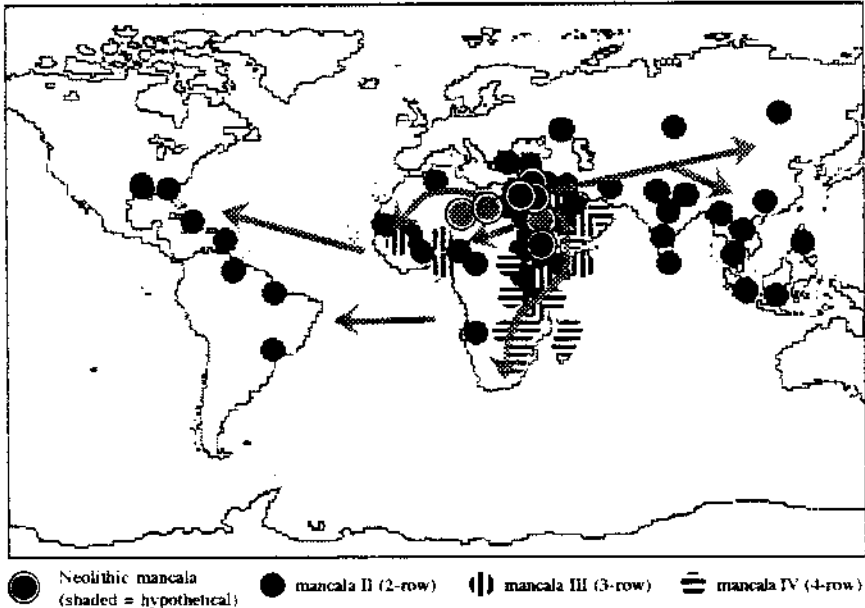 Neolithic mancala
(shaded = hypothetical)
mancala II (2-row)
mancala III (3-row)
mancala IV (4-row)